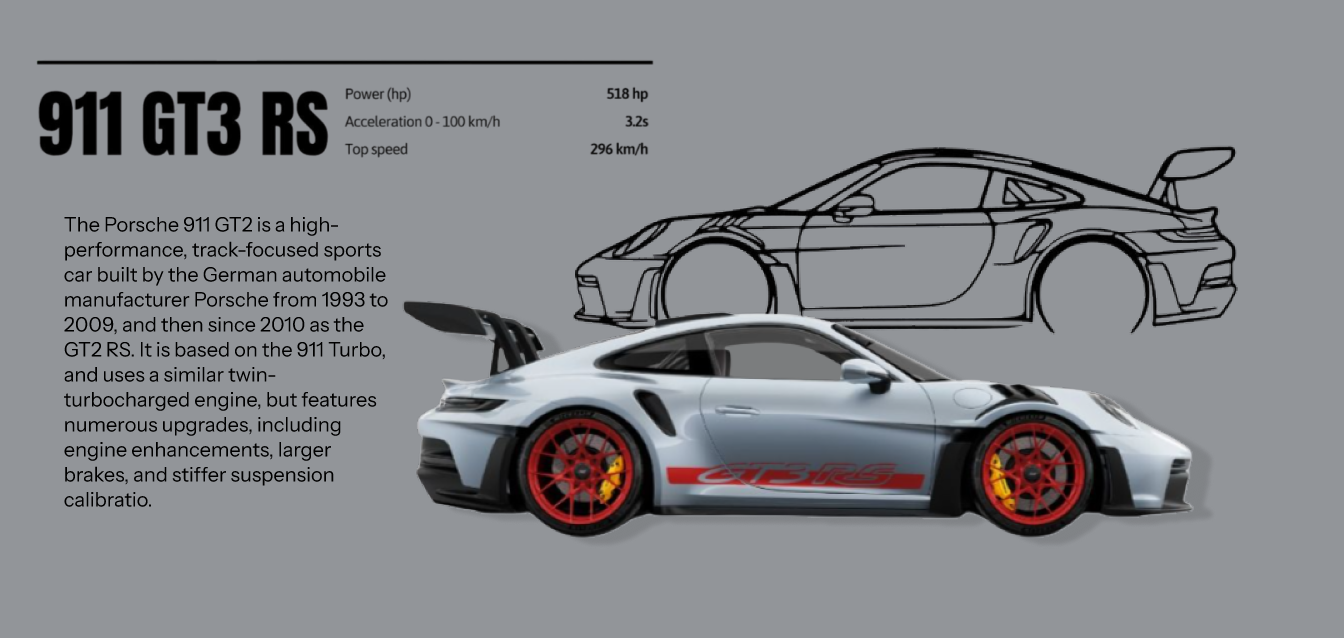 911 GT3 RS
Power (hp) 518 hp
Acceleration 0 - 100 km/h 3.2s
Top speed 296 km/h
The Porsche 911 GT2 is a high-
performance, track-focused sports
car built by the German automobile
manufacturer Porsche from 1993 to
2009, and then since 2010 as the
GT2 RS. It is based on the 911 Turbo,
and uses a similar twin-
turbocharged engine, but features
numerous upgrades, including
engine enhancements, larger
brakes, and stiffer suspension
calibratio.
GT3 RS